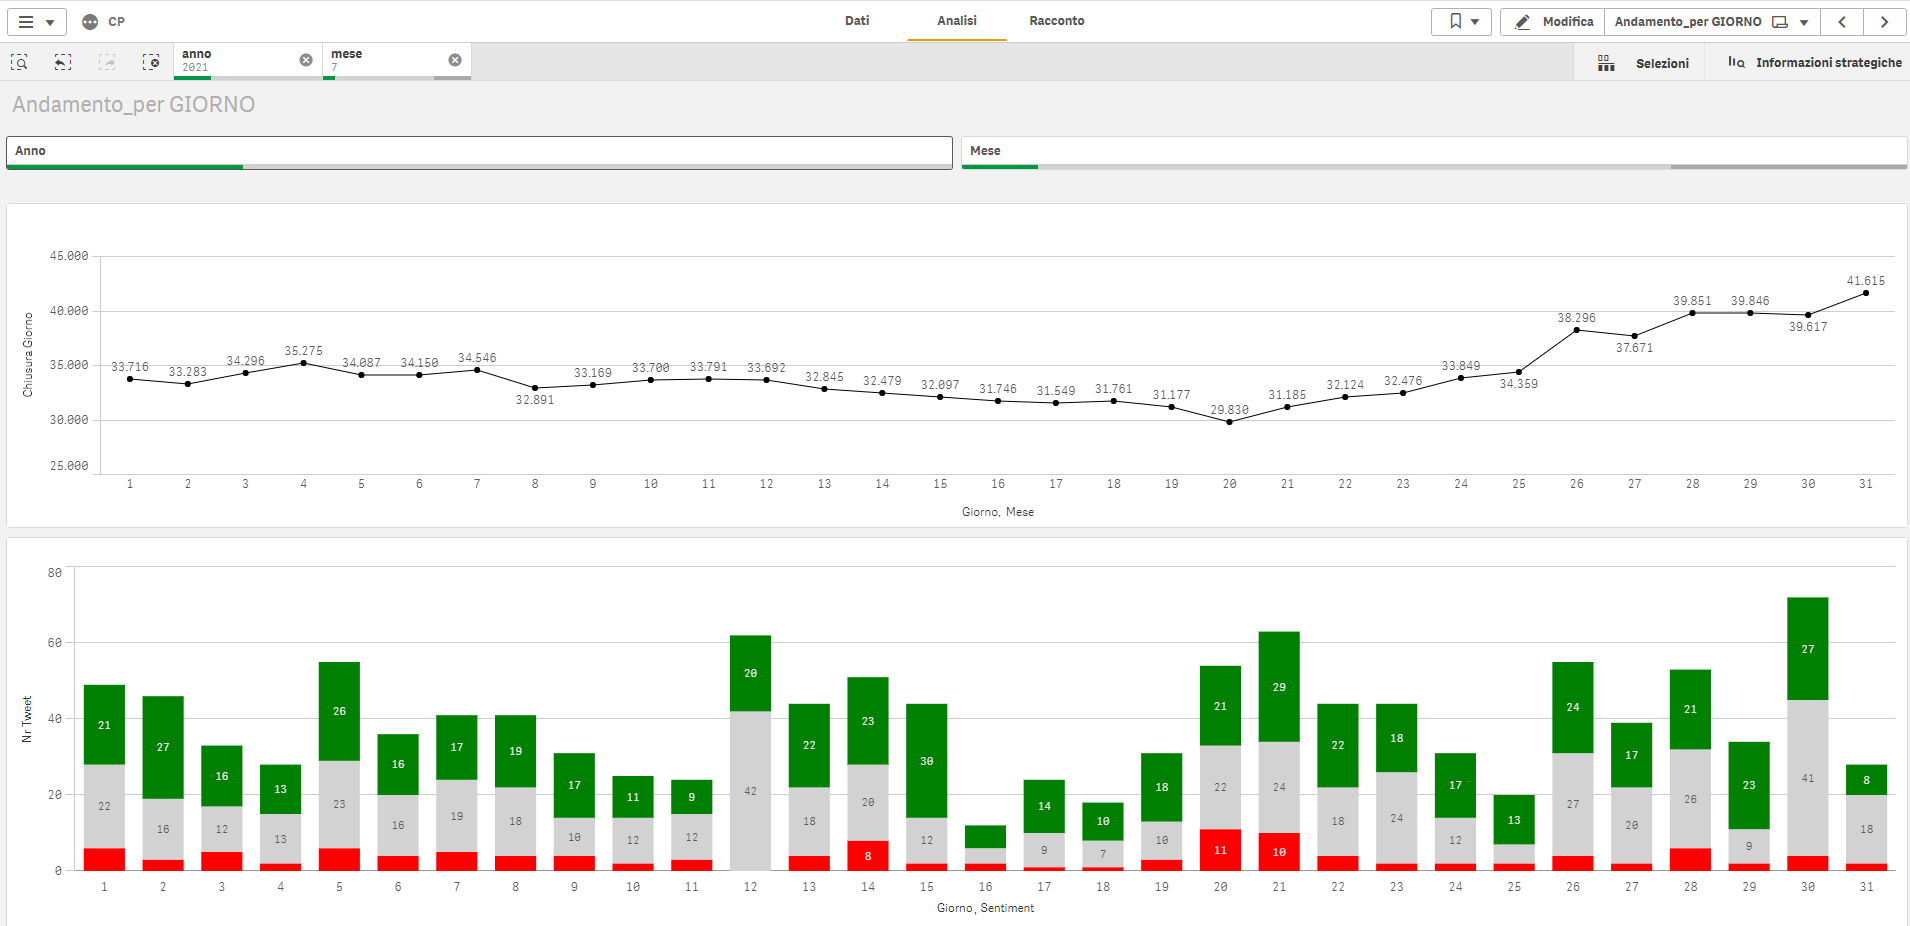 CP
Dati
Analisi
Racconto
Modifica
Andamento_per GIORNO
anno
2021
mese
7
Selezioni
Informazioni strategiche
Andamento_per GIORNO
Anno
Mese
Chiusura Giorno
45.000
40.000
35.000
30.000
25.000
33.716 33.283 34.296 35.275 34.087 34.150 34.546 32.891 33.169 33.700 33.791 33.692 32.845 32.479 32.097 31.746 31.549 31.761 31.177 29.830 31.185 32.124 32.476 33.849 34.359 38.296 37.671 39.851 39.846 39.617 41.615
1 2 3 4 5 6 7 8 9 10 11 12 13 14 15 16 17 18 19 20 21 22 23 24 25 26 27 28 29 30 31
Giorno, Mese
Nr Tweet
80
60
40
20
0
21 27 16 13 26 16 17 19 17 11 9 20 22 23 30 14 10 18 21 29 22 18 17 13 24 17 21 23 27 8
22 16 12 13 23 16 19 18 10 12 12 42 18 20 12 9 7 10 22 24 18 24 12 27 20 26 9 41 18
8 11 10
1 2 3 4 5 6 7 8 9 10 11 12 13 14 15 16 17 18 19 20 21 22 23 24 25 26 27 28 29 30 31
Giorno, Sentiment